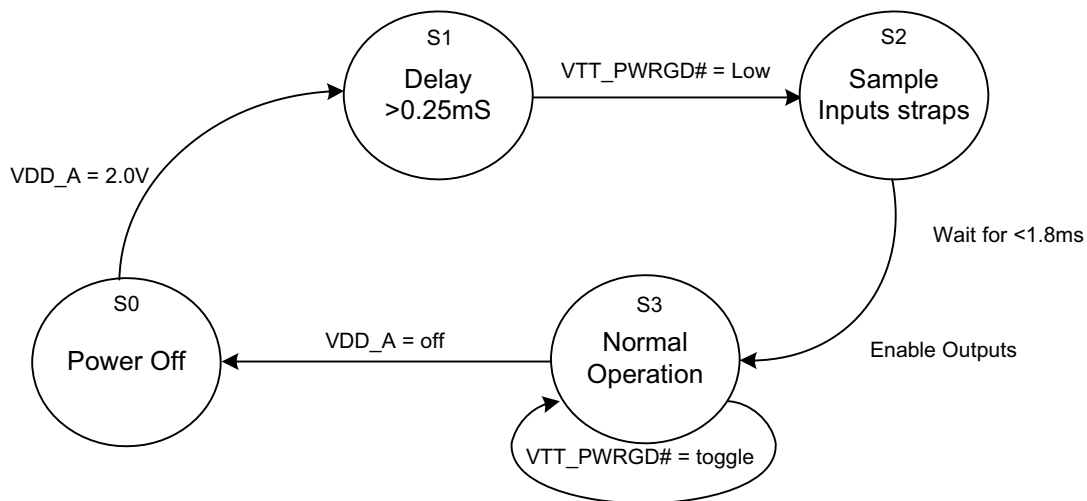 S1
Delay
>0.25mS
VTT_PWRGD# = Low
S2
Sample
Inputs straps
VDD_A = 2.0V
Wait for <1.8ms
S0
Power Off
VDD_A = off
S3
Normal
Operation
Enable Outputs
VTT_PWRGD# = toggle